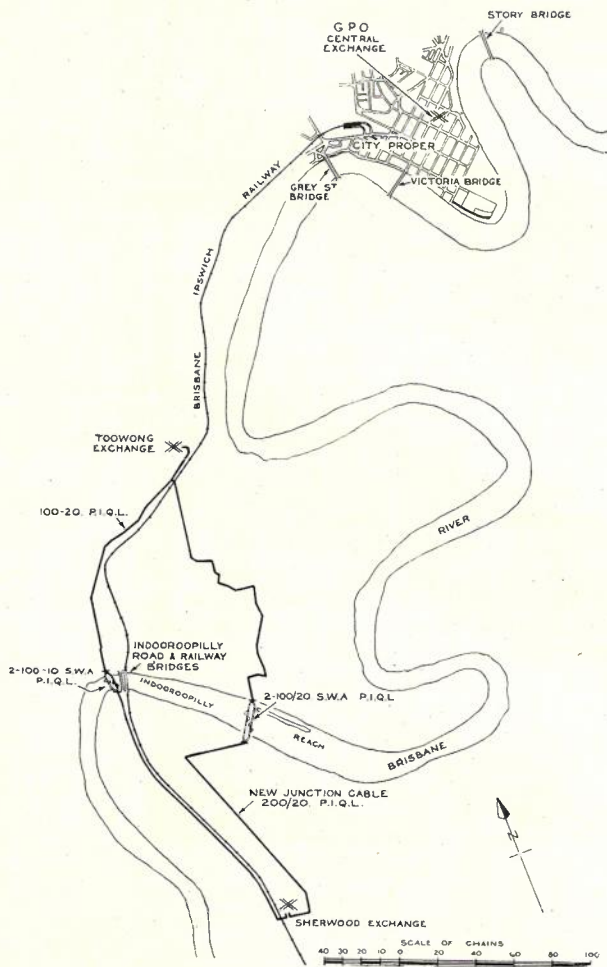 STORY BRIDGE
GPO
CENTRAL
EXCHANGE
CITY PROPER
GREY ST
BRIDGE
VICTORIA BRIDGE
RAILWAY
IPSWICH
BRISBANE
TOOWONG
EXCHANGE
100-20. P.I.Q.L.
RIVER
INDOOROOPILLY
ROAD & RAILWAY
BRIDGES
2-100-10 S.W.A
P.I.Q.L.
INDOOROOPILLY
2-100/20 S.W.A P.I.Q.L
REACH
BRISBANE
NEW JUNCTION CABLE
200/20. P.I.Q.L.
N
SHERWOOD EXCHANGE
SCALE OF CHAINS
40 30 20 10 0 20 40 60 80 100